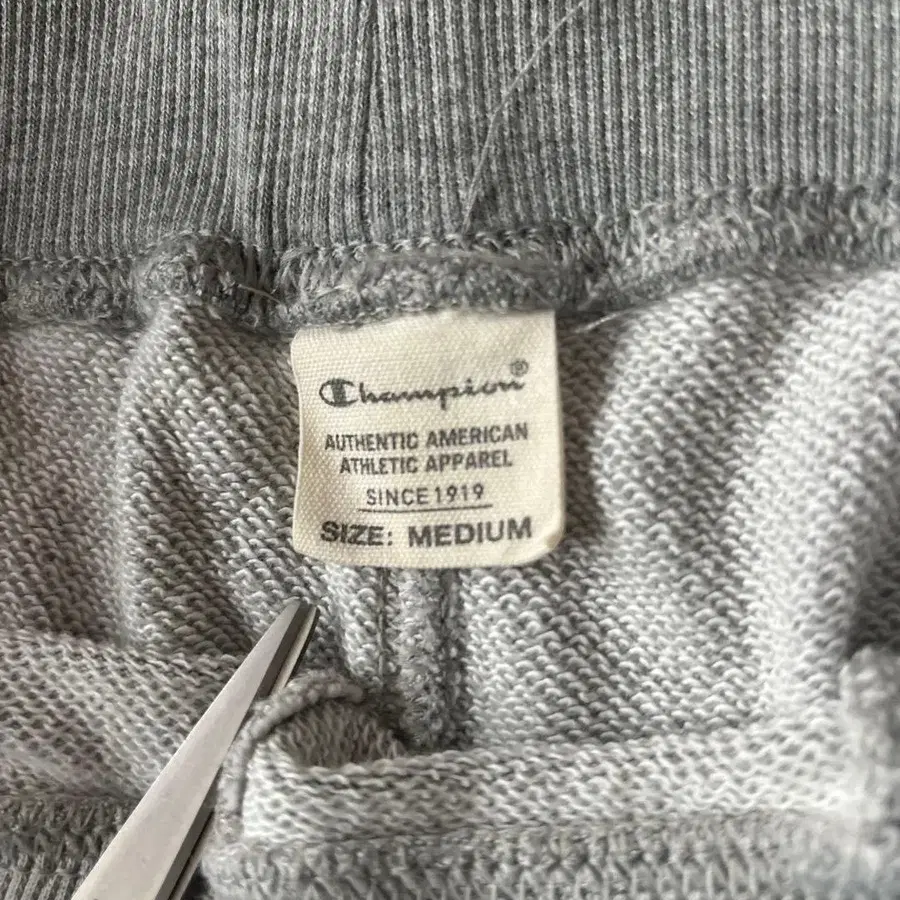 Champion®
AUTHENTIC AMERICAN
ATHLETIC APPAREL
SINCE 1919
SIZE: MEDIUM